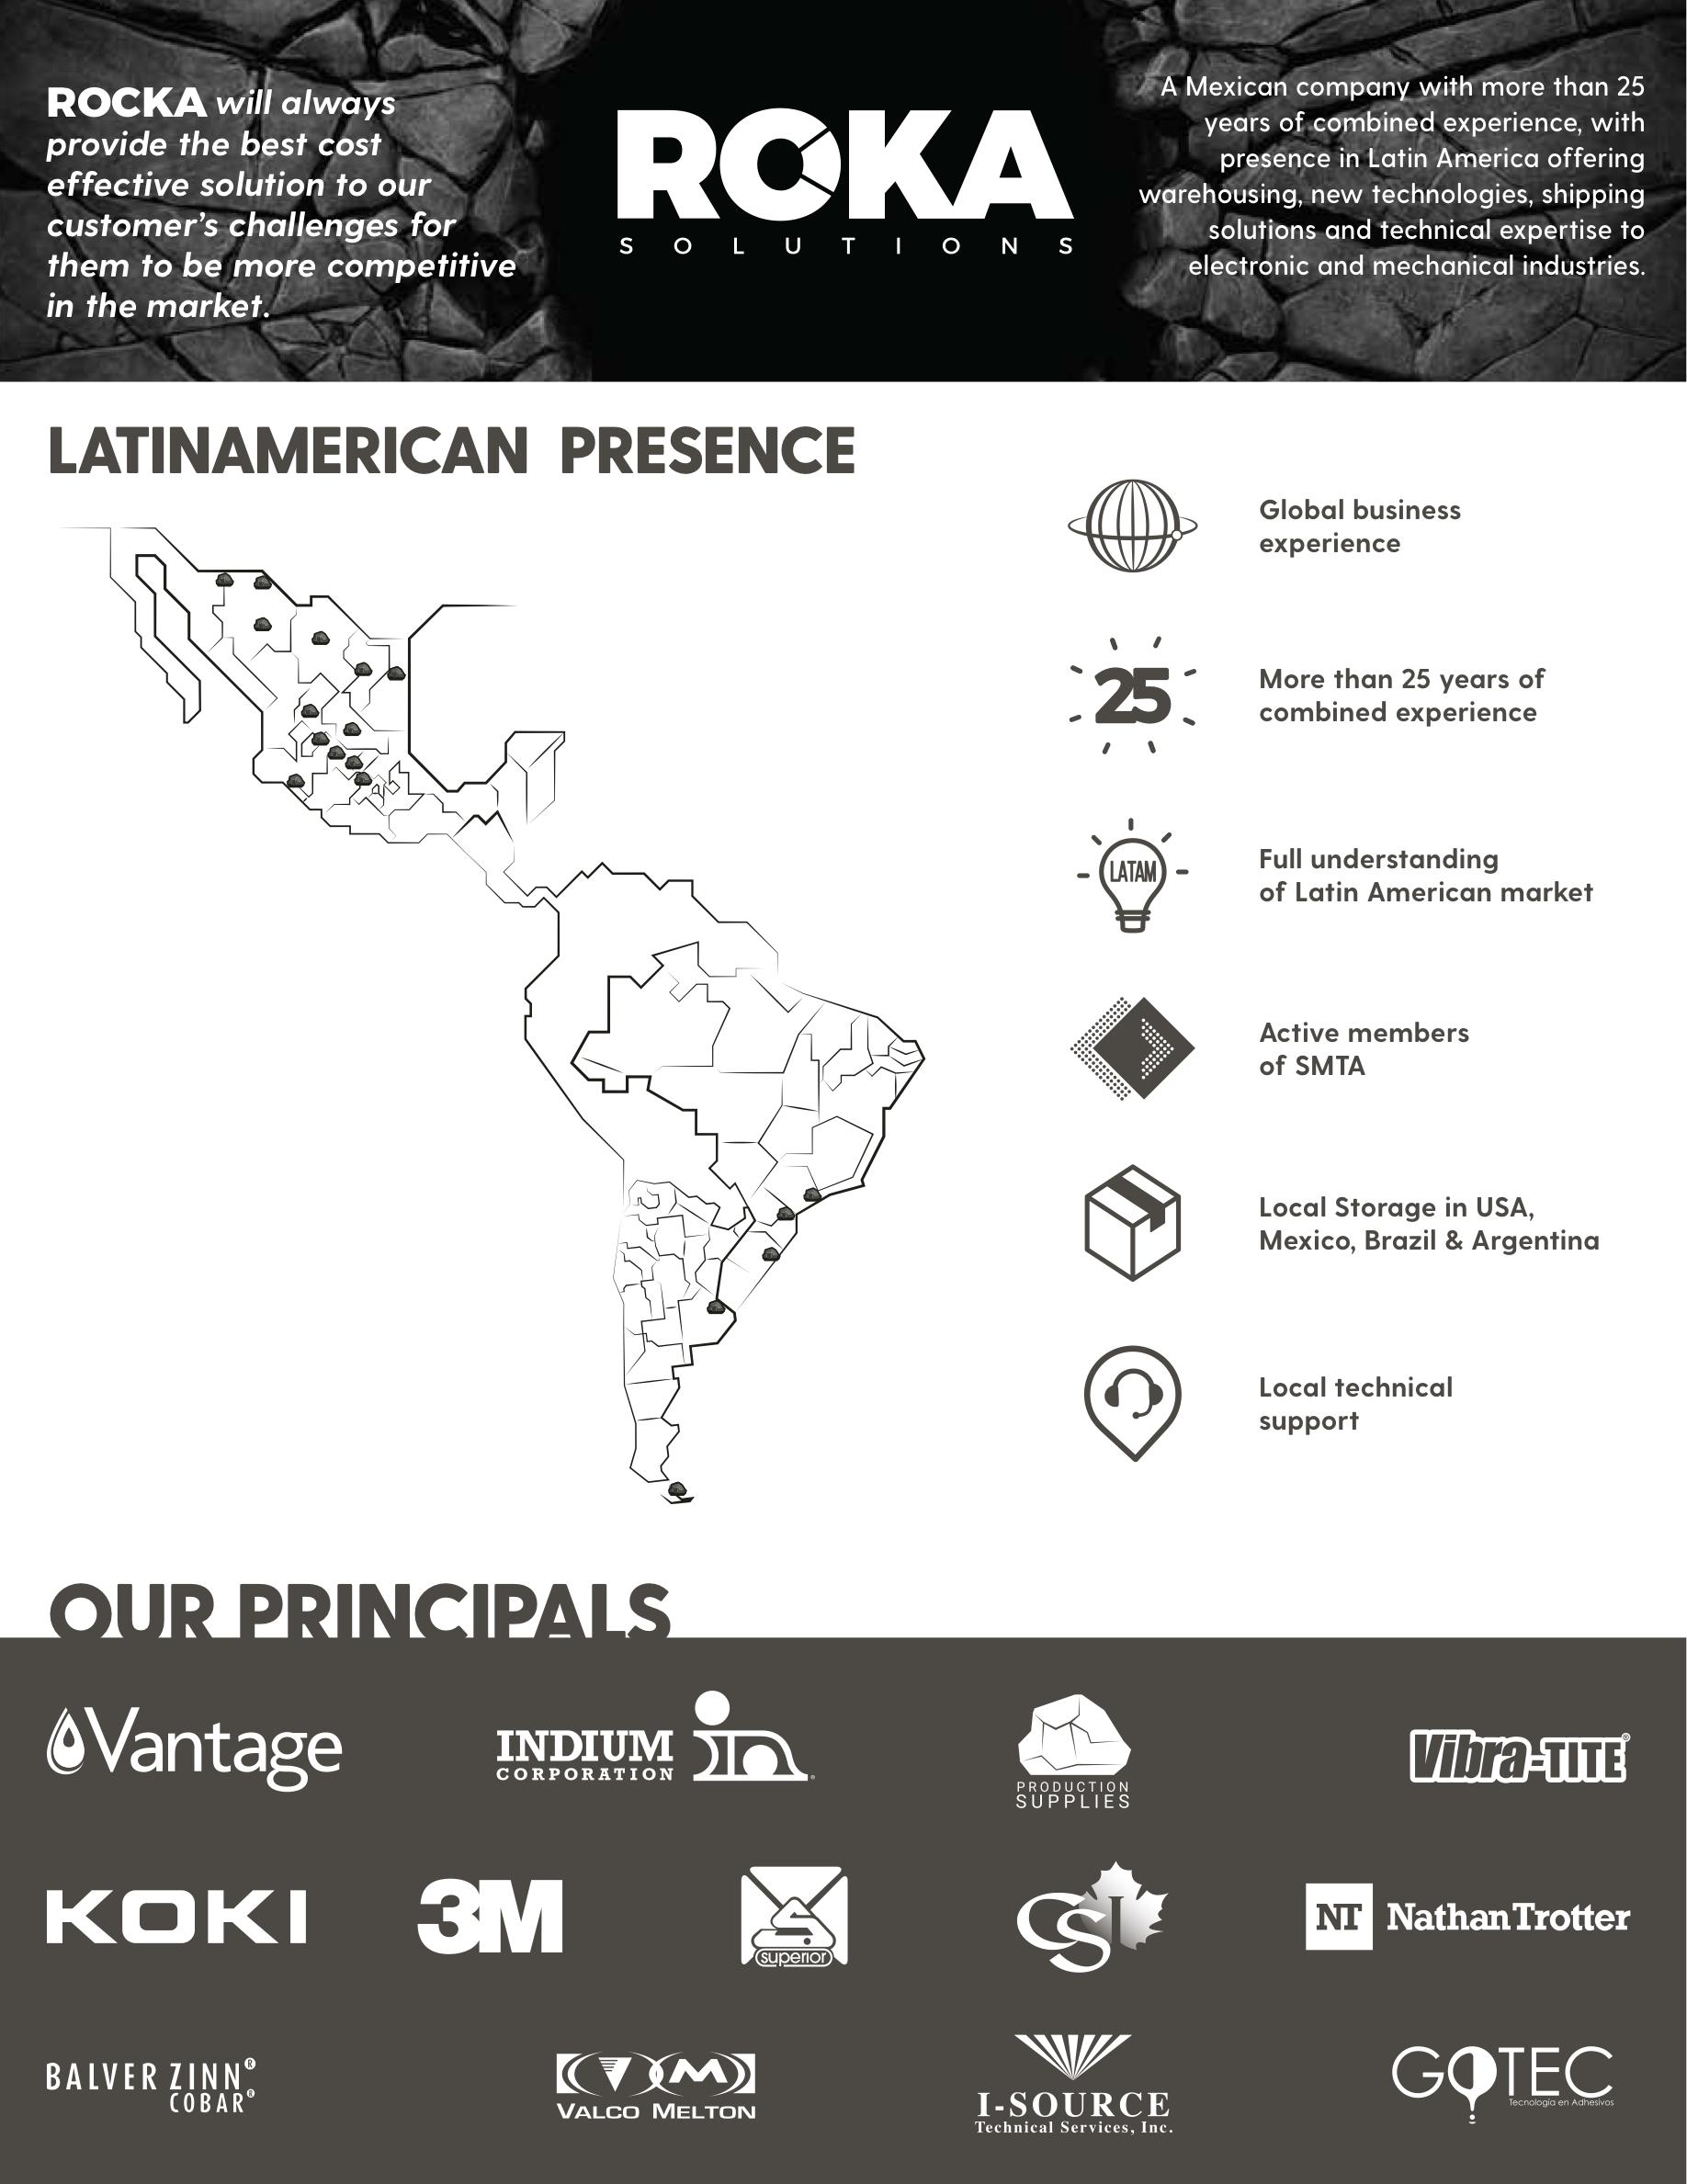 ROCKA will always
provide the best cost
effective solution to our
customer's challenges for
them to be more competitive
in the market.
ROKA
SOLUTIONS
A Mexican company with more than 25
years of combined experience, with
presence in Latin America offering
warehousing, new technologies, shipping
solutions and technical expertise to
electronic and mechanical industries.
LATINAMERICAN PRESENCE
Global business
experience
25
More than 25 years of
combined experience
LATAM
Full understanding
of Latin American market
Active members
of SMTA
Local Storage in USA,
Mexico, Brazil & Argentina
Local technical
support
OUR PRINCIPALS
Vantage
INDIUM
CORPORATION
PRODUCTION
SUPPLIES
Vibra-TITE®
KOKI
3M
superior
CSI
NT NathanTrotter
BALVER ZINN®
COBAR®
VALCO MELTON
I-SOURCE
Technical Services, Inc.
GOTEC
Tecnología en Adhesivos